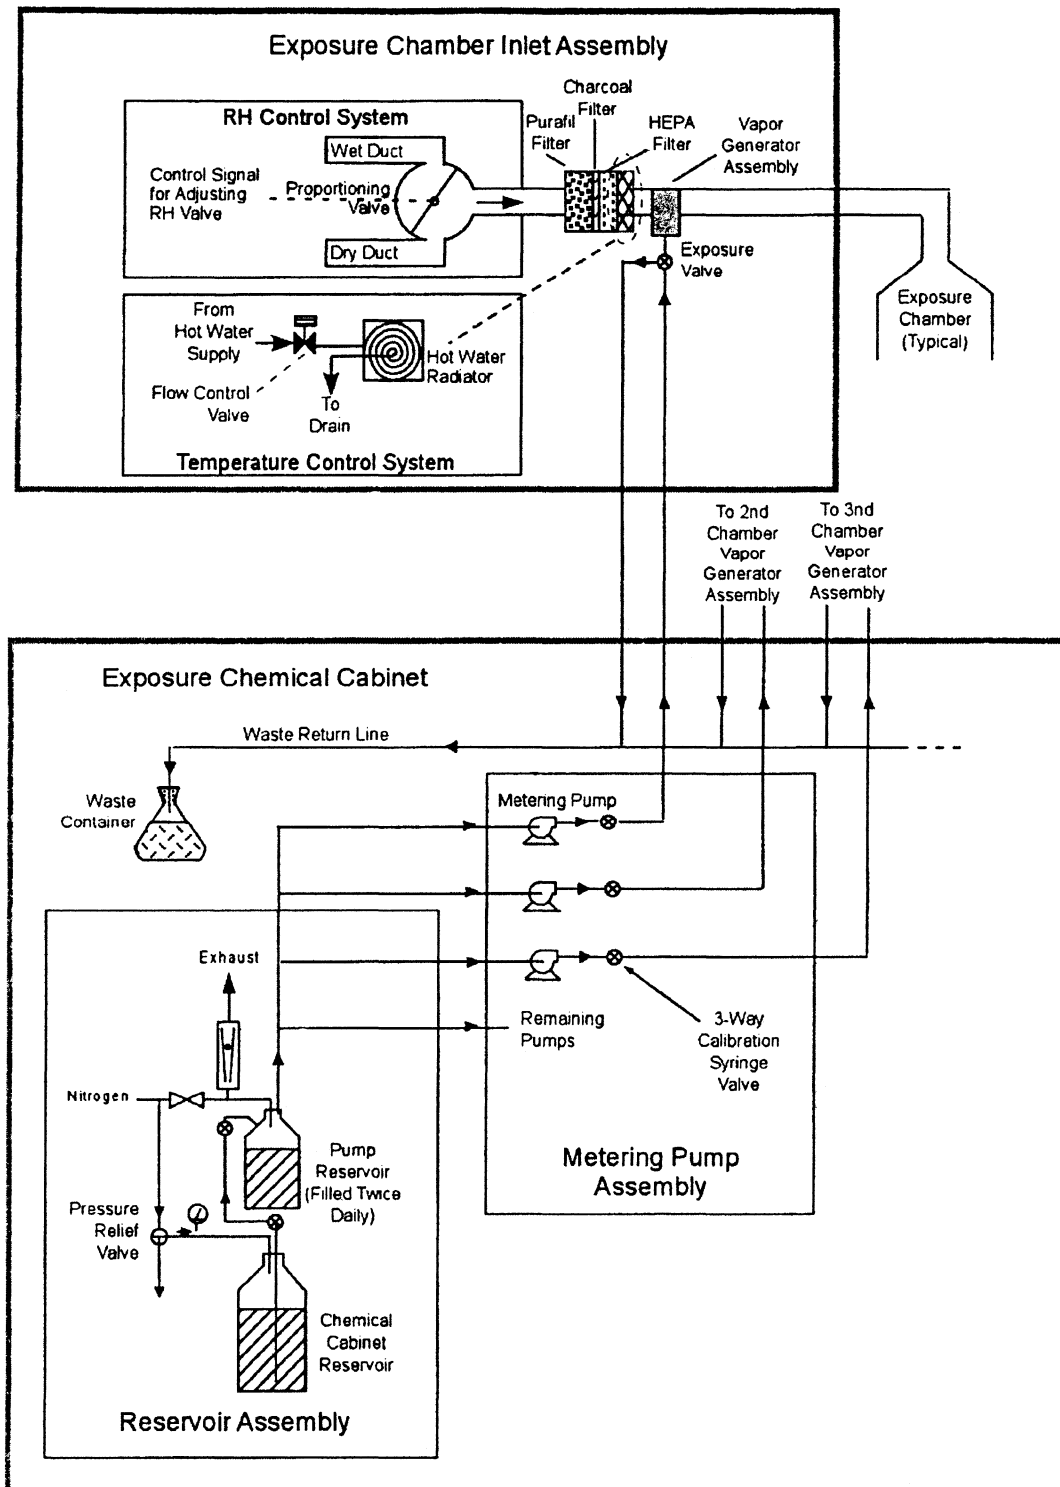 Exposure Chamber Inlet Assembly
RH Control System
Wet Duct
Control Signal
for Adjusting
RH Valve
Proportioning
Valve
Dry Duct
Charcoal
Filter
Purafil
Filter
HEPA
Filter
Vapor
Generator
Assembly
Exposure
Valve
Exposure
Chamber
(Typical)
From
Hot Water
Supply
Flow Control
Valve
To
Drain
Hot Water
Radiator
Temperature Control System
To 2nd
Chamber
Vapor
Generator
Assembly
To 3nd
Chamber
Vapor
Generator
Assembly
Exposure Chemical Cabinet
Waste Return Line
Waste
Container
Metering Pump
Remaining
Pumps
3-Way
Calibration
Syringe
Valve
Metering Pump
Assembly
Exhaust
Nitrogen
Pump
Reservoir
(Filled Twice
Daily)
Pressure
Relief
Valve
Chemical
Cabinet
Reservoir
Reservoir Assembly